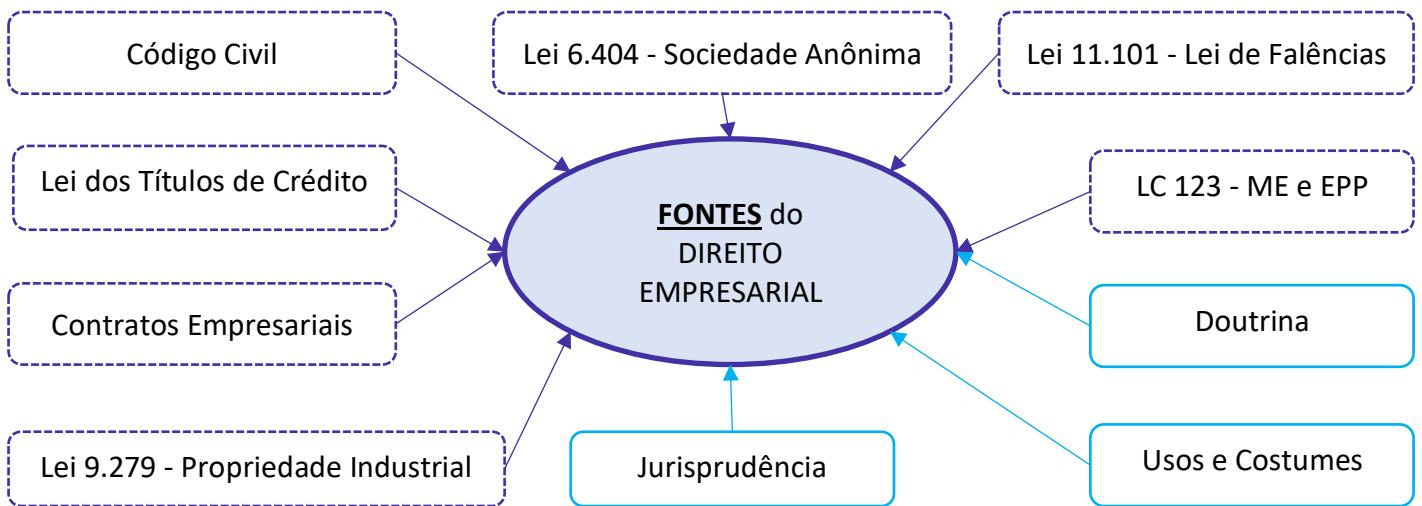 Código Civil
Lei 6.404 - Sociedade Anônima
Lei 11.101 - Lei de Falências
Lei dos Títulos de Crédito
LC 123 - ME e EPP
FONTES do
DIREITO
EMPRESARIAL
Contratos Empresariais
Doutrina
Lei 9.279 - Propriedade Industrial
Jurisprudência
Usos e Costumes